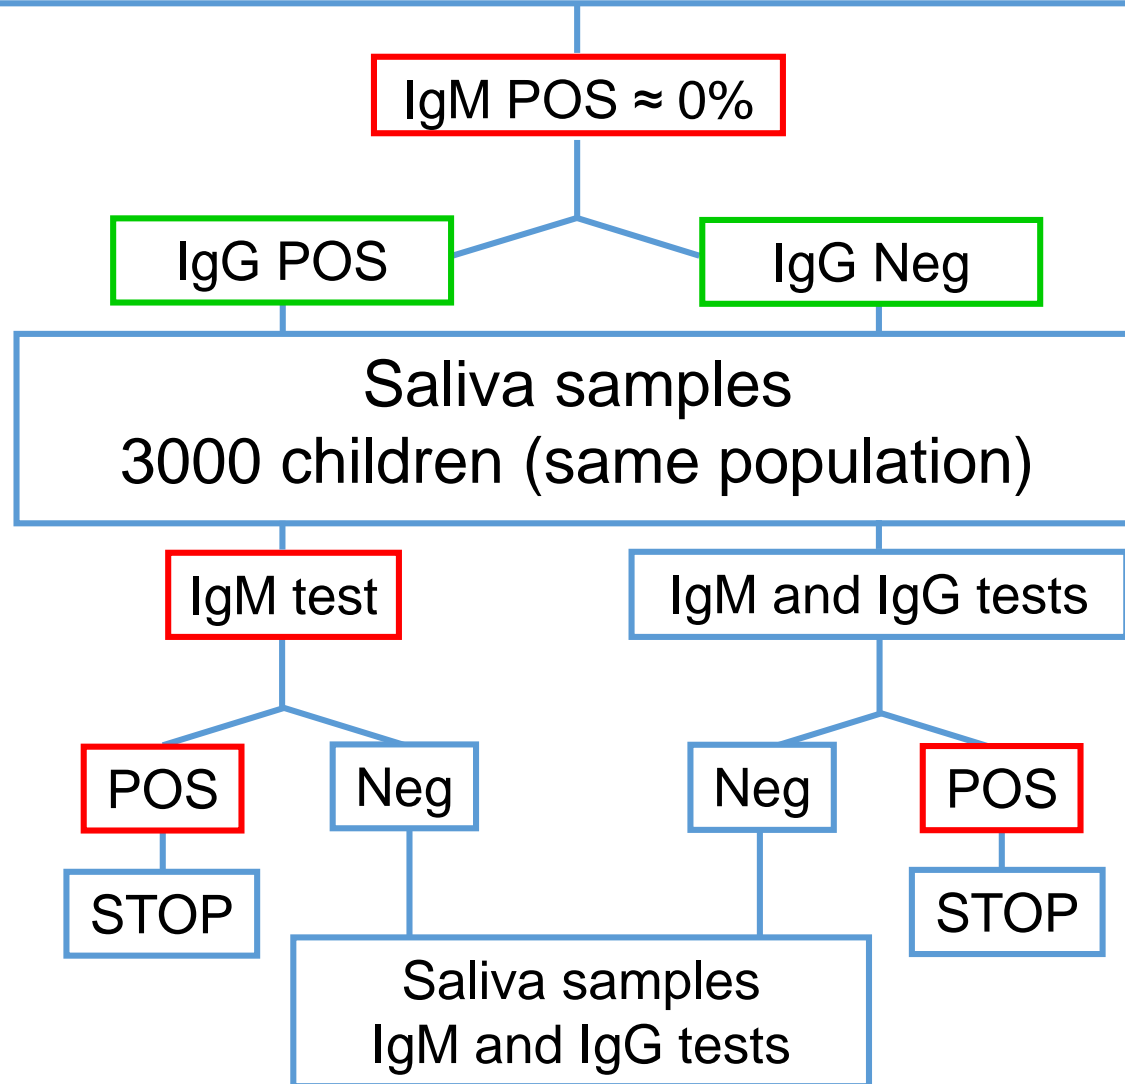 IgM POS ≈ 0%
IgG POS
IgG Neg
Saliva samples
3000 children (same population)
IgM test
IgM and IgG tests
POS
Neg
Neg
POS
STOP
STOP
Saliva samples
IgM and IgG tests